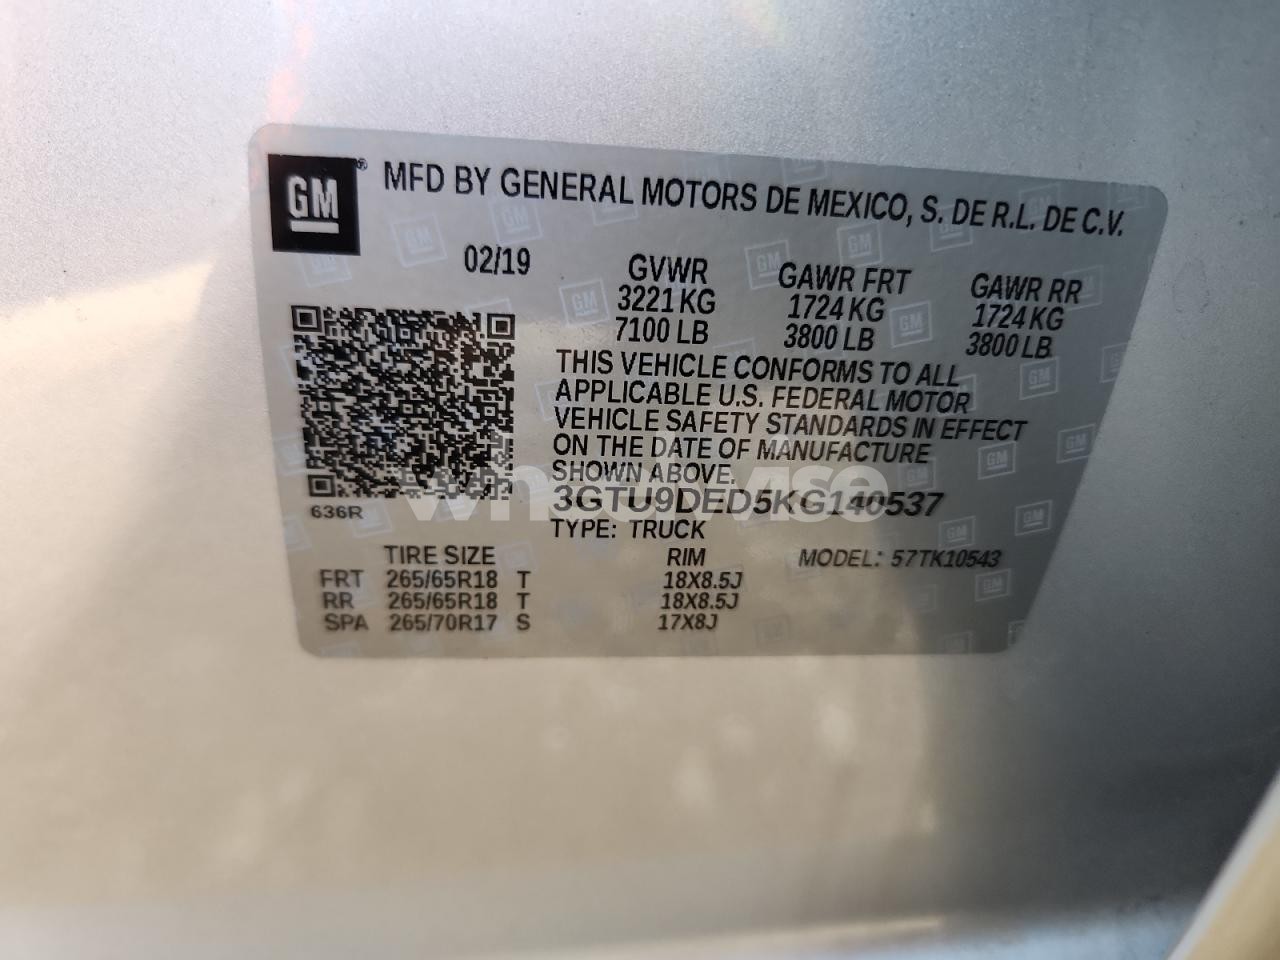 GM® MFD BY GENERAL MOTORS DE MEXICO, S. DE R.L. DE C.V.
02/19 GVWR GAWR FRT GAWR RR
3221 KG 1724 KG 1724 KG
7100 LB 3800 LB 3800 LB
THIS VEHICLE CONFORMS TO ALL
APPLICABLE U.S. FEDERAL MOTOR
VEHICLE SAFETY STANDARDS IN EFFECT
ON THE DATE OF MANUFACTURE
SHOWN ABOVE.
3GTU9DED5KG140537
636R
TYPE: TRUCK
TIRE SIZE RIM MODEL: 57TK10543
FRT 265/65R18 T 18X8.5J
RR 265/65R18 T 18X8.5J
SPA 265/70R17 S 17X8J